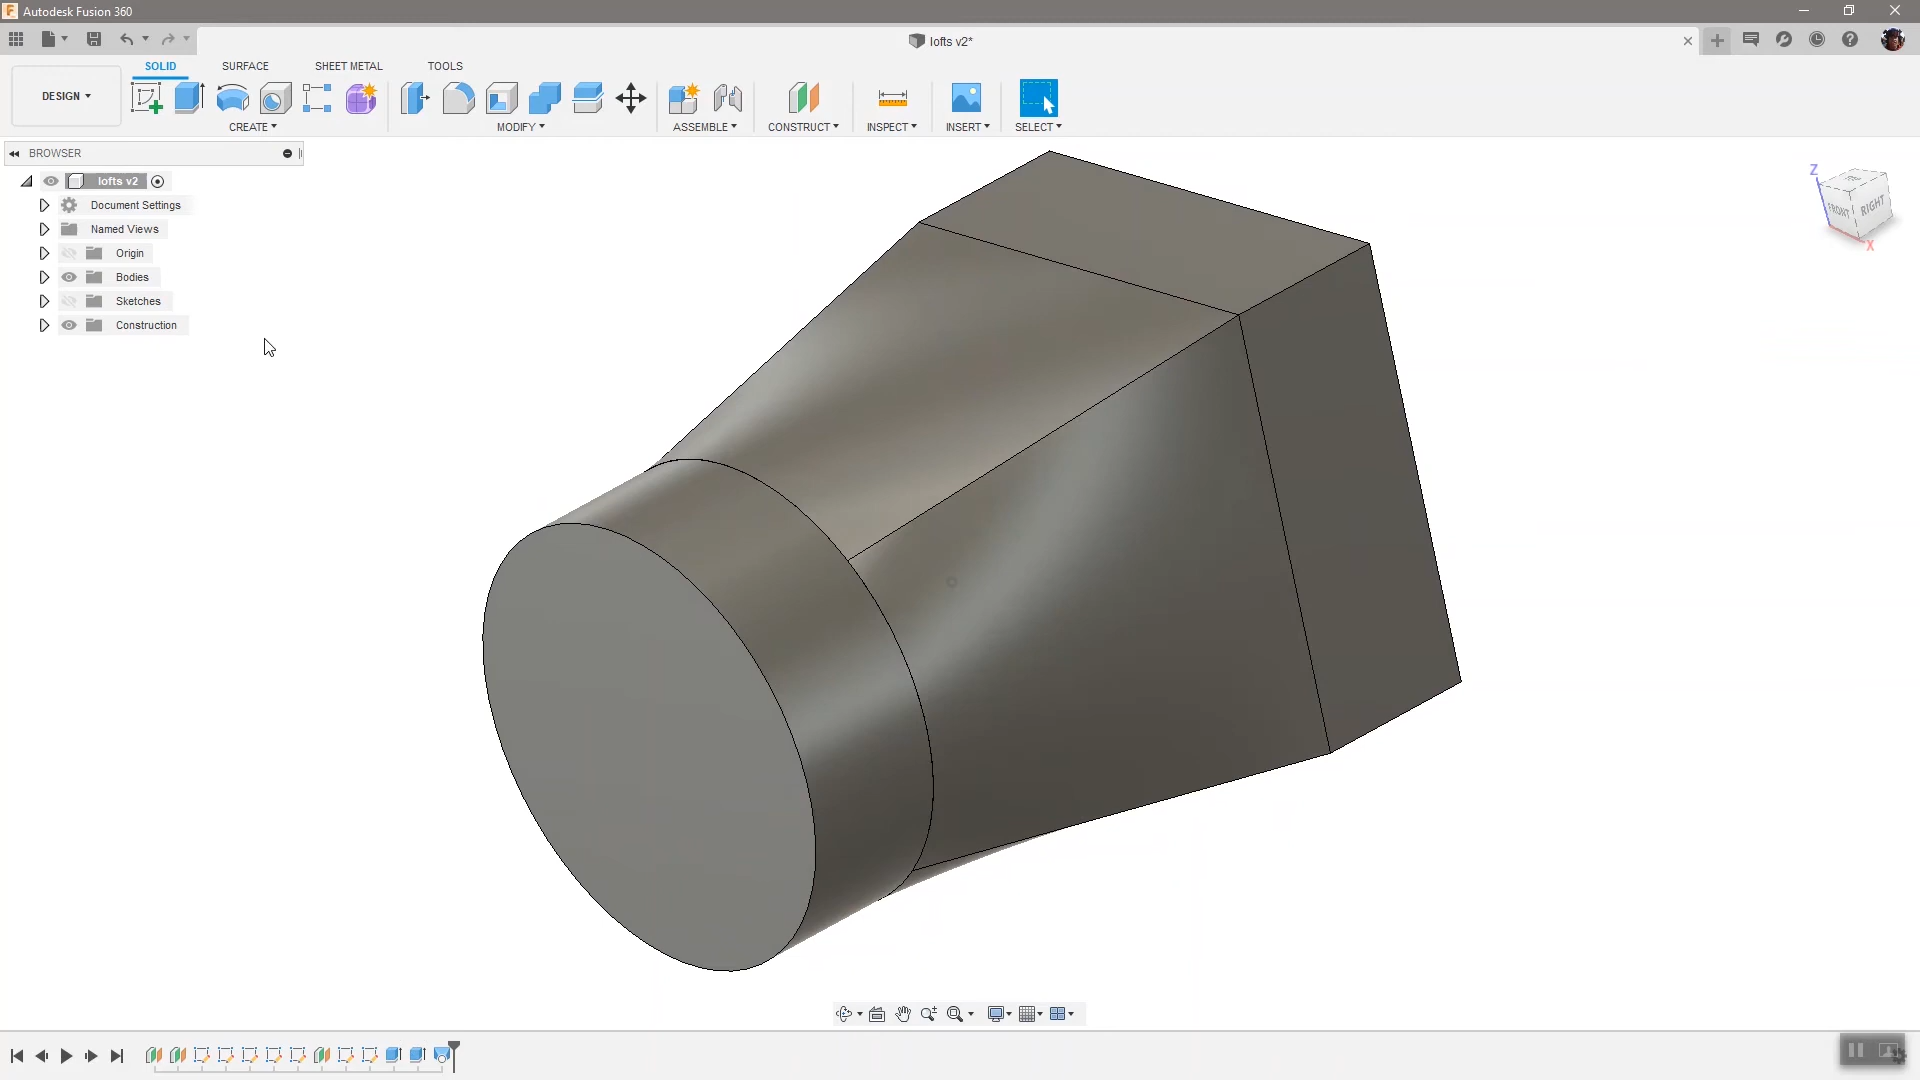 Autodesk Fusion 360
lofts v2*
SOLID SURFACE SHEET METAL TOOLS
DESIGN
CREATE MODIFY ASSEMBLE CONSTRUCT INSPECT INSERT SELECT
BROWSER
lofts v2
Document Settings
Named Views
Origin
Bodies
Sketches
Construction
Z
FRONT
RIGHT
X